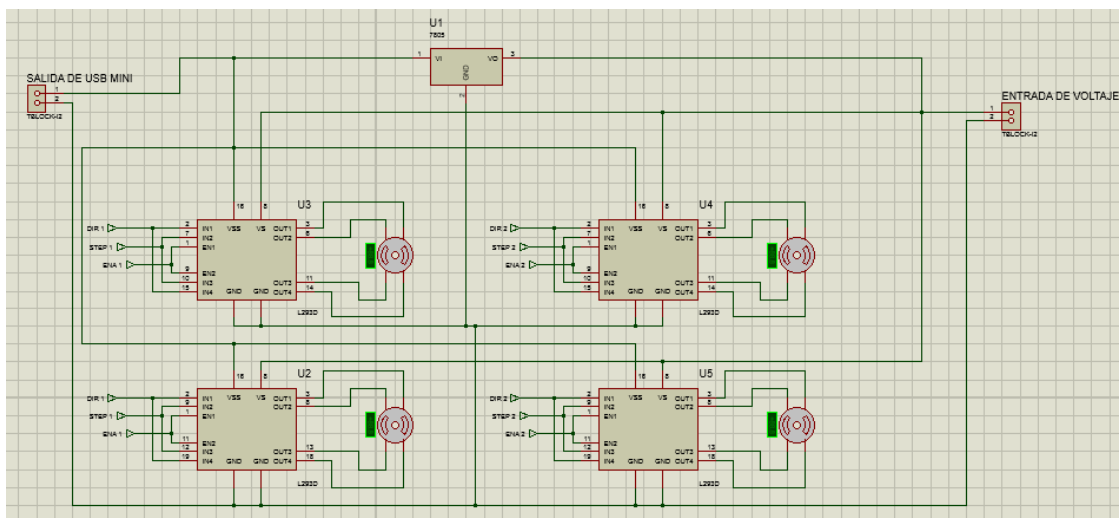 U1
7805
1 VI VO 3
GND
2
SALIDA DE USB MINI
1
2
TBLOCK-I2
ENTRADA DE VOLTAJE
1
2
TBLOCK-I2
U3
16 8
DIR 1
STEP 1
ENA 1
2 IN1 VSS VS OUT1 3
7 IN2 OUT2 6
1 EN1
9 EN2
10 IN3 OUT3 11
15 IN4 GND GND OUT4 14
L293D
U4
16 8
DIR 2
STEP 2
ENA 2
2 IN1 VSS VS OUT1 3
7 IN2 OUT2 6
1 EN1
9 EN2
10 IN3 OUT3 11
15 IN4 GND GND OUT4 14
L293D
U2
16 8
DIR 1
STEP 1
ENA 1
2 IN1 VSS VS OUT1 3
9 IN2 OUT2 8
1 EN1
11 EN2
12 IN3 OUT3 13
19 IN4 GND GND OUT4 18
L293D
U5
16 8
DIR 2
STEP 2
ENA 2
2 IN1 VSS VS OUT1 3
9 IN2 OUT2 8
1 EN1
11 EN2
12 IN3 OUT3 13
19 IN4 GND GND OUT4 18
L293D